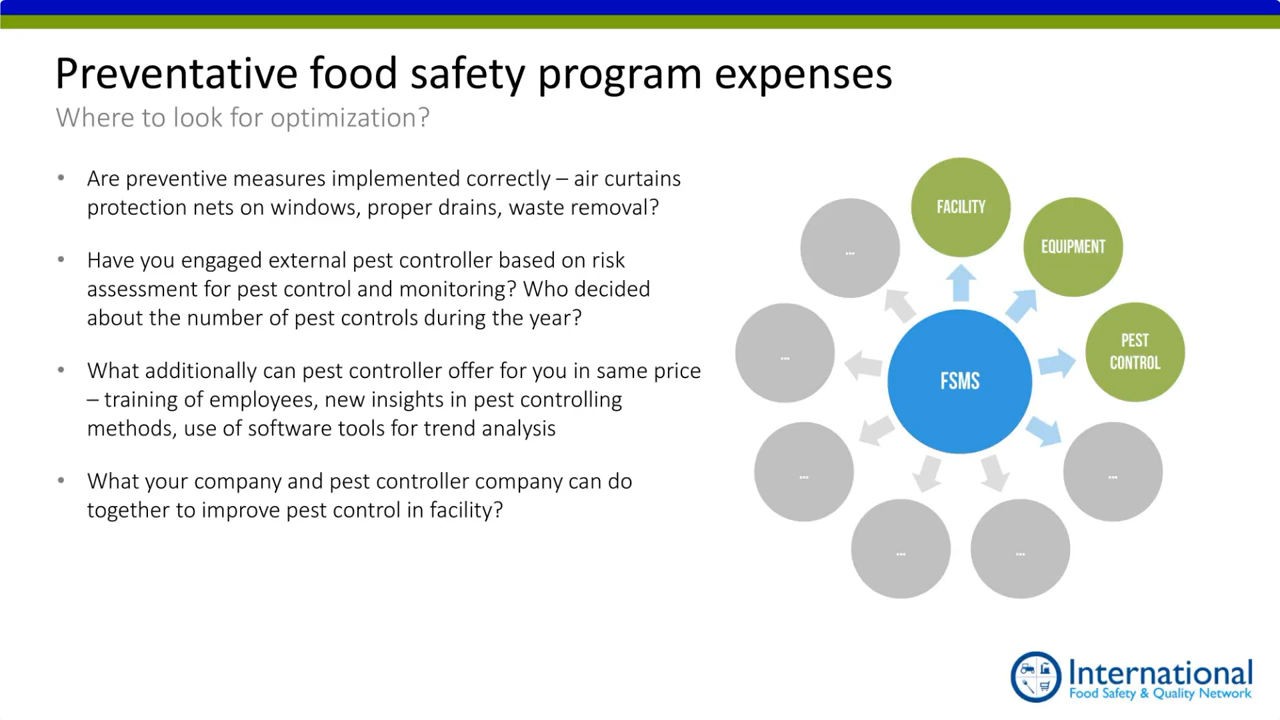 Preventative food safety program expenses
Where to look for optimization?
• Are preventive measures implemented correctly – air curtains
protection nets on windows, proper drains, waste removal?
• Have you engaged external pest controller based on risk
assessment for pest control and monitoring? Who decided
about the number of pest controls during the year?
• What additionally can pest controller offer for you in same price
– training of employees, new insights in pest controlling
methods, use of software tools for trend analysis
• What your company and pest controller company can do
together to improve pest control in facility?
FACILITY
EQUIPMENT
PEST
CONTROL
...
...
...
...
...
...
FSMS
International
Food Safety & Quality Network